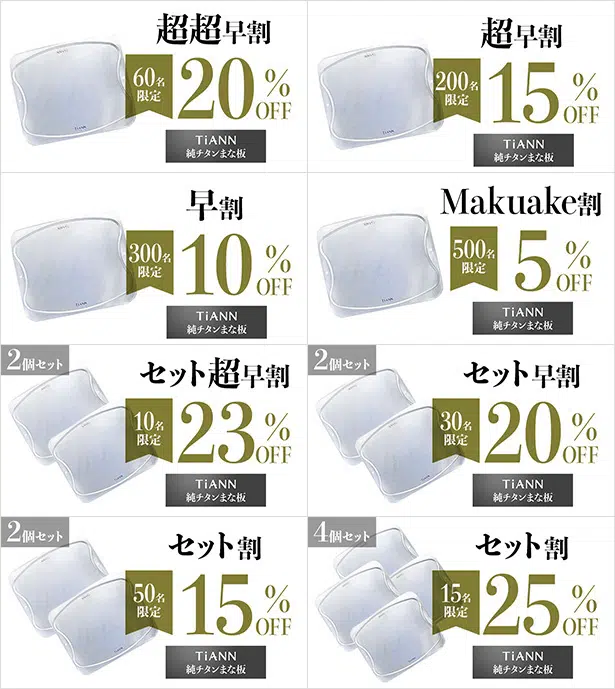 超超早割
60名
限定
20%
OFF
TiANN
純チタンまな板
TiANN
超早割
200名
限定
15%
OFF
TiANN
純チタンまな板
TiANN
早割
300名
限定
10%
OFF
TiANN
純チタンまな板
TiANN
Makuake割
500名
限定
5%
OFF
TiANN
純チタンまな板
TiANN
2個セット
セット超早割
10名
限定
23%
OFF
TiANN
純チタンまな板
2個セット
セット早割
30名
限定
20%
OFF
TiANN
純チタンまな板
2個セット
セット割
50名
限定
15%
OFF
TiANN
純チタンまな板
4個セット
セット割
15名
限定
25%
OFF
TiANN
純チタンまな板